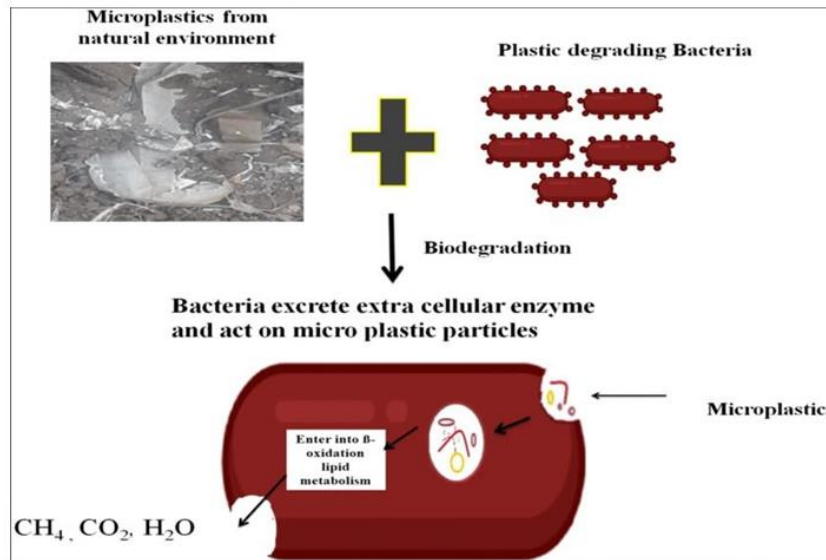 Microplastics from
natural environment
Plastic degrading Bacteria
Biodegradation
Bacteria excrete extra cellular enzyme
and act on micro plastic particles
Microplastic
Enter into ß-
oxidation
lipid
metabolism
CH₄ , CO₂, H₂O